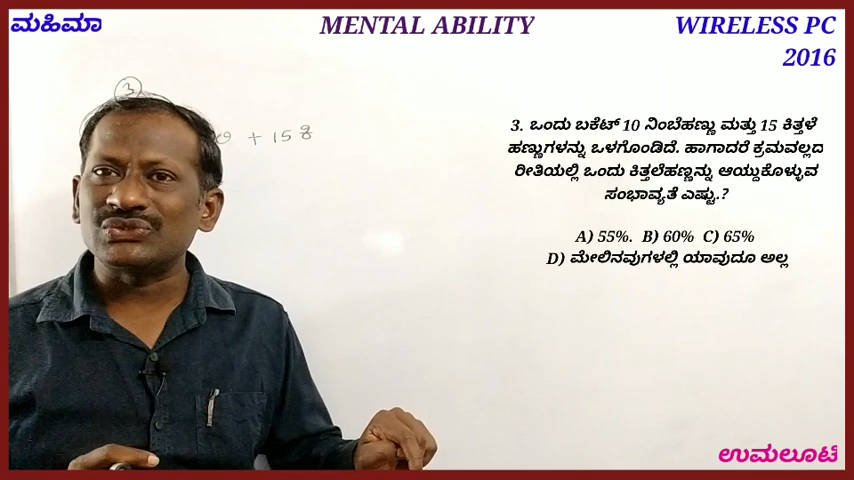 ಮಹಿಮಾ
MENTAL ABILITY
WIRELESS PC
2016
3
+ 15 ಕಿ
3. ಒಂದು ಬಕೆಟ್ 10 ನಿಂಬೆಹಣ್ಣು ಮತ್ತು 15 ಕಿತ್ತಳೆ
ಹಣ್ಣುಗಳನ್ನು ಒಳಗೊಂಡಿದೆ. ಹಾಗಾದರೆ ಕ್ರಮವಲ್ಲದ
ರೀತಿಯಲ್ಲಿ ಒಂದು ಕಿತ್ತಲೆಹಣ್ಣನ್ನು ಆಯ್ದುಕೊಳ್ಳುವ
ಸಂಭಾವ್ಯತೆ ಎಷ್ಟು.?
A) 55%. B) 60% C) 65%
D) ಮೇಲಿನವುಗಳಲ್ಲಿ ಯಾವುದೂ ಅಲ್ಲ
ಉಮಲೂಟಿ